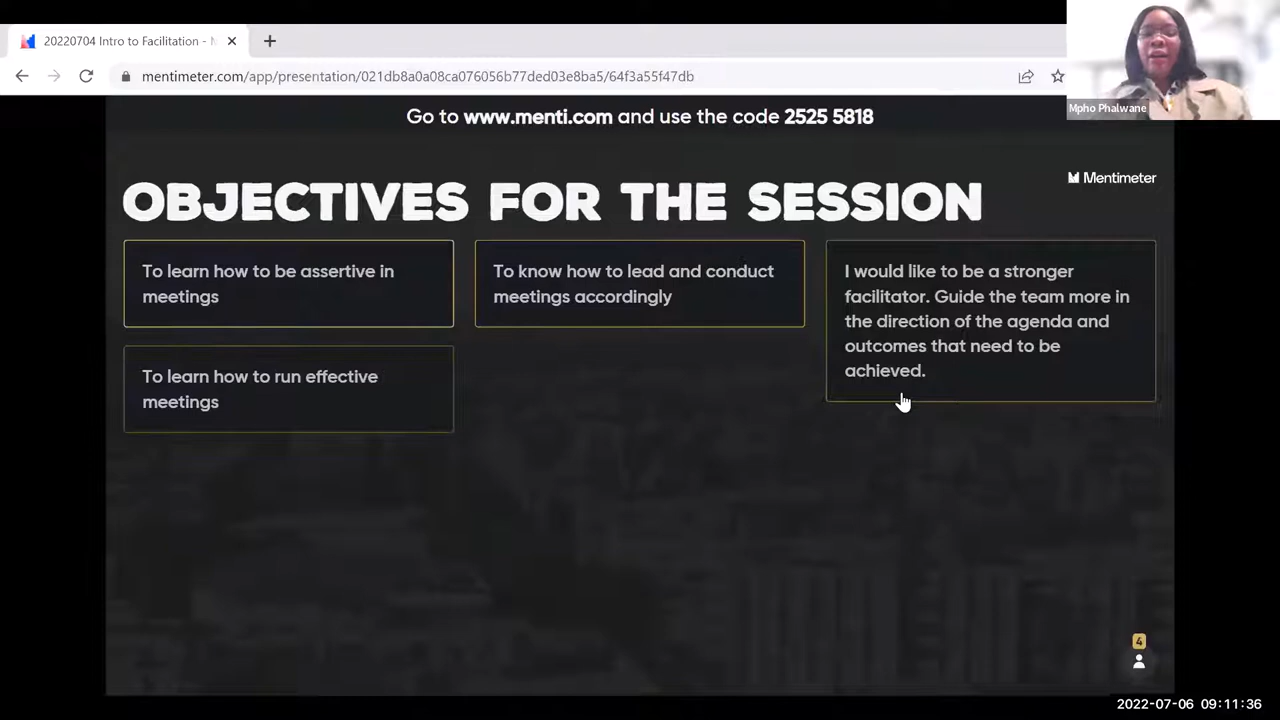 20220704 Intro to Facilitation -
mentimeter.com/app/presentation/021db8a0a08ca076056b77ded03e8ba5/64f3a55f47db
Mpho Phalwane
Go to www.menti.com and use the code 2525 5818
Mentimeter
OBJECTIVES FOR THE SESSION
To learn how to be assertive in
meetings
To know how to lead and conduct
meetings accordingly
I would like to be a stronger
facilitator. Guide the team more in
the direction of the agenda and
outcomes that need to be
achieved.
To learn how to run effective
meetings
4
2022-07-06 09:11:36